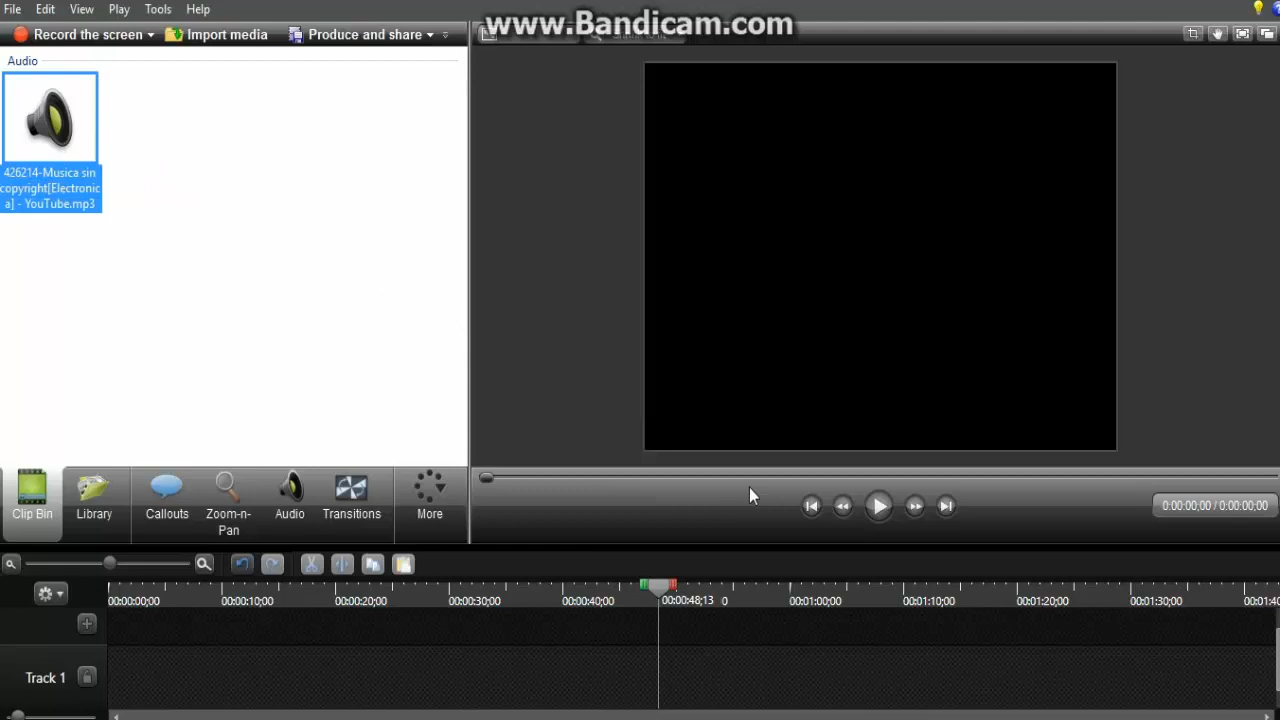 File Edit View Play Tools Help
www.Bandicam.com
Record the screen Import media Produce and share
Audio
426214-Musica sin
copyright[Electronic
a] - YouTube.mp3
Clip Bin Library Callouts Zoom-n-
Pan Audio Transitions More
0:00:00;00 / 0:00:00;00
00:00:00;00 00:00:10;00 00:00:20;00 00:00:30;00 00:00:40;00 00:00:48;13 0 00:01:00;00 00:01:10;00 00:01:20;00 00:01:30;00 00:01:40
Track 1